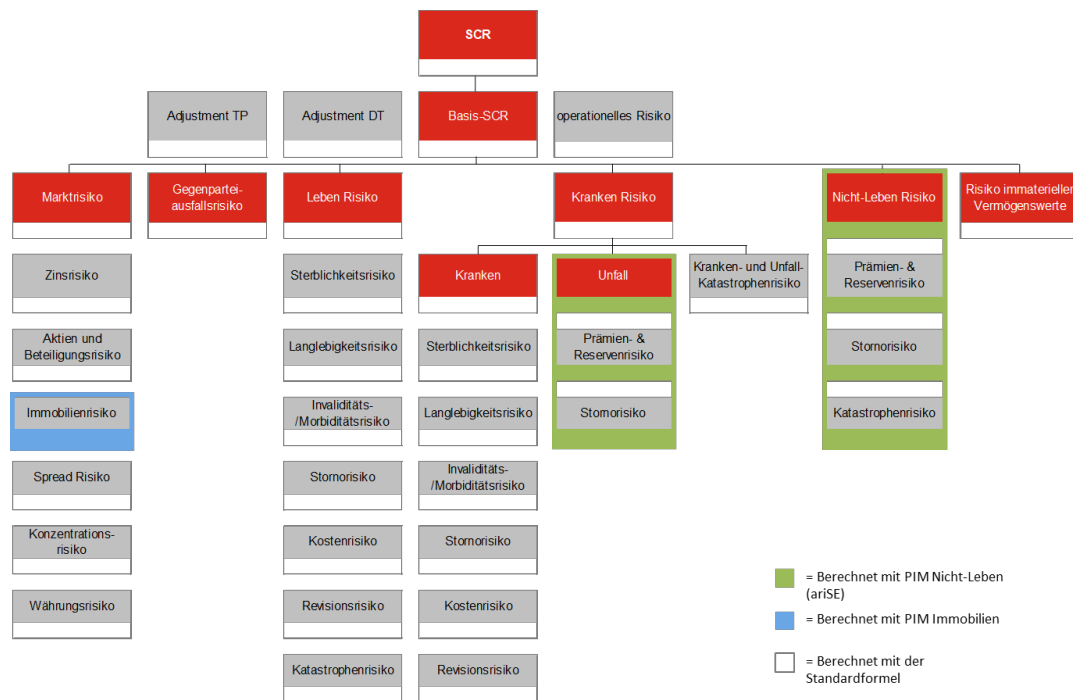 SCR
Adjustment TP
Adjustment DT
Basis-SCR
operationelles Risiko
Marktrisiko
Gegenpartei-
ausfallsrisiko
Leben Risiko
Kranken Risiko
Nicht-Leben Risiko
Risiko immaterieller
Vermögenswerte
Zinsrisiko
Sterblichkeitsrisiko
Kranken
Unfall
Kranken- und Unfall-
Katastrophenrisiko
Prämien- &
Reservenrisiko
Aktien und
Beteiligungsrisiko
Langlebigkeitsrisiko
Sterblichkeitsrisiko
Prämien- &
Reservenrisiko
Stornorisiko
Immobilienrisiko
Invaliditäts-
/Morbiditätsrisiko
Langlebigkeitsrisiko
Stornorisiko
Katastrophenrisiko
Spread Risiko
Stornorisiko
Invaliditäts-
/Morbiditätsrisiko
Konzentrations-
risiko
Kostenrisiko
Stornorisiko
Währungsrisiko
Revisionsrisiko
Kostenrisiko
Katastrophenrisiko
Revisionsrisiko
= Berechnet mit PIM Nicht-Leben
(ariSE)
= Berechnet mit PIM Immobilien
= Berechnet mit der
Standardformel